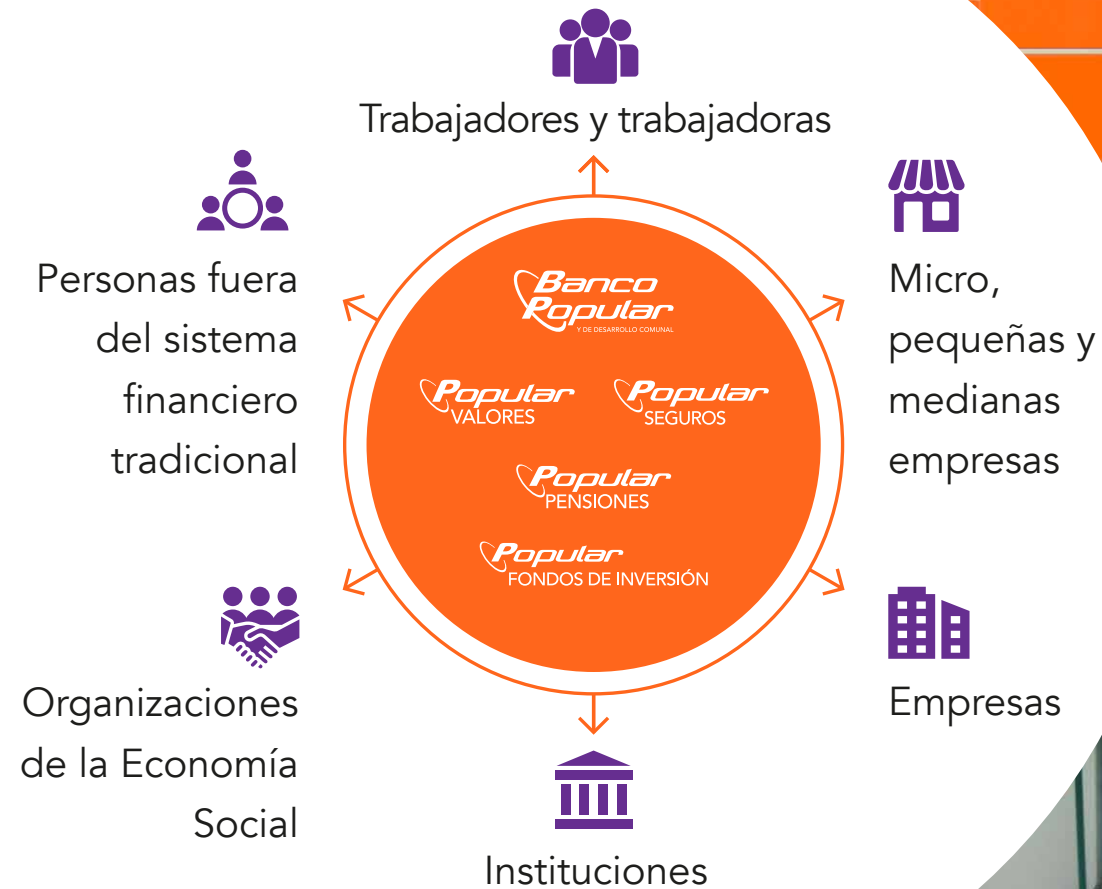 Trabajadores y trabajadoras
Personas fuera
del sistema
financiero
tradicional
Micro,
pequeñas y
medianas
empresas
Banco
Popular
Y DE DESARROLLO COMUNAL
Popular
VALORES
Popular
SEGUROS
Popular
PENSIONES
Popular
FONDOS DE INVERSIÓN
Organizaciones
de la Economía
Social
Empresas
Instituciones